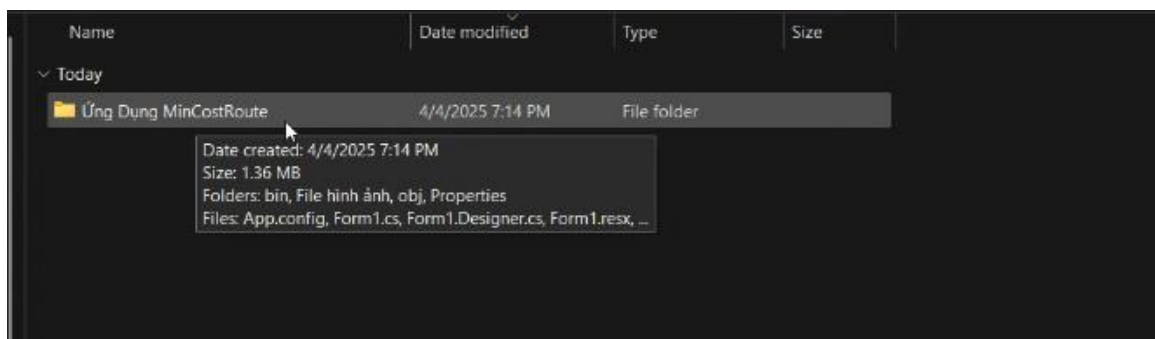 Name Date modified Type Size
Today
Ứng Dụng MinCostRoute 4/4/2025 7:14 PM File folder
Date created: 4/4/2025 7:14 PM
Size: 1.36 MB
Folders: bin, File hình ảnh, obj, Properties
Files: App.config, Form1.cs, Form1.Designer.cs, Form1.resx, ...